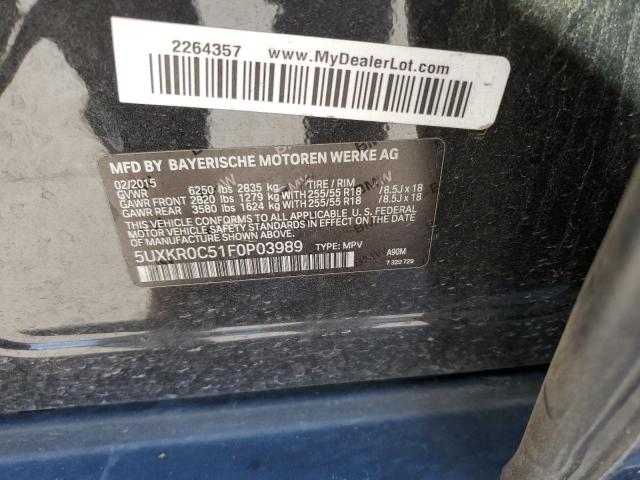 2264357 www.MyDealerLot.com
MFD BY BAYERISCHE MOTOREN WERKE AG
02/2015
GVWR 6250 lbs 2835 kg TIRE / RIM
GAWR FRONT 2820 lbs 1279 kg WITH 255/55 R18 /8.5J x 18
GAWR REAR 3580 lbs 1624 kg WITH 255/55 R18 /8.5J x 18
THIS VEHICLE CONFORMS TO ALL APPLICABLE U.S. FEDERAL
MOTOR VEHICLE SAFETY STANDARDS IN EFFECT ON THE
DATE OF MANUFACTURE SHOWN ABOVE.
5UXKR0C51F0P03989 TYPE: MPV A90M
7 320 729